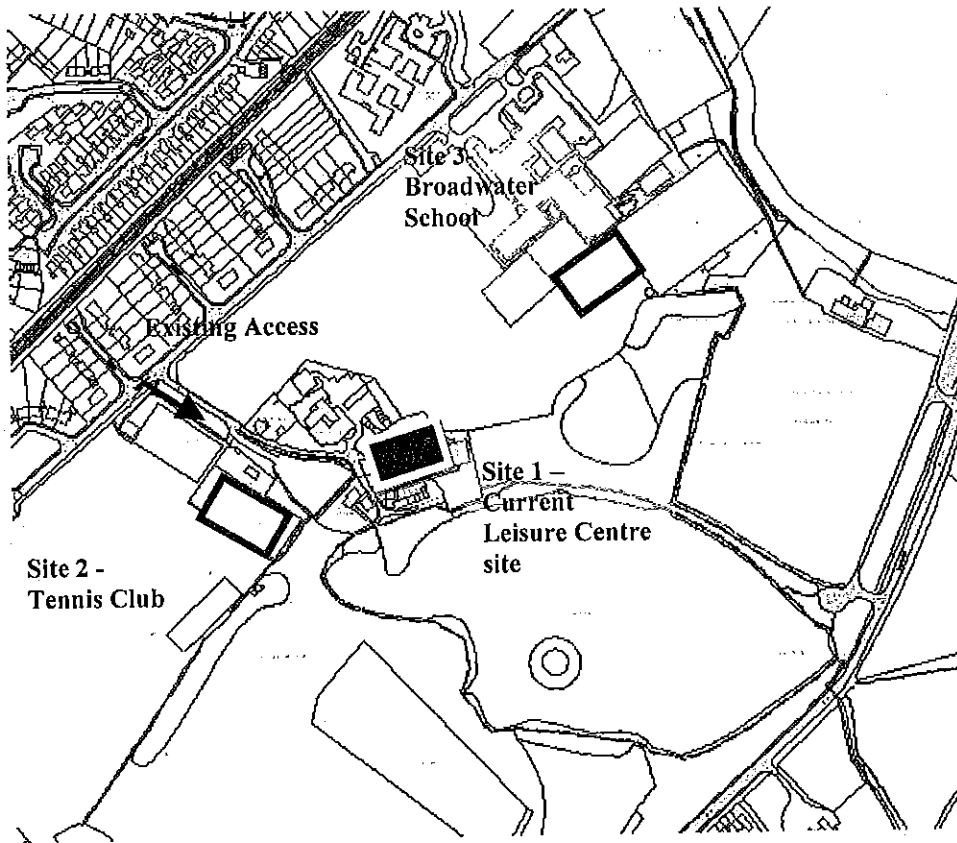 Site 3-
Broadwater
School
Existing Access
Site 1 –
Current
Leisure Centre
site
Site 2 -
Tennis Club